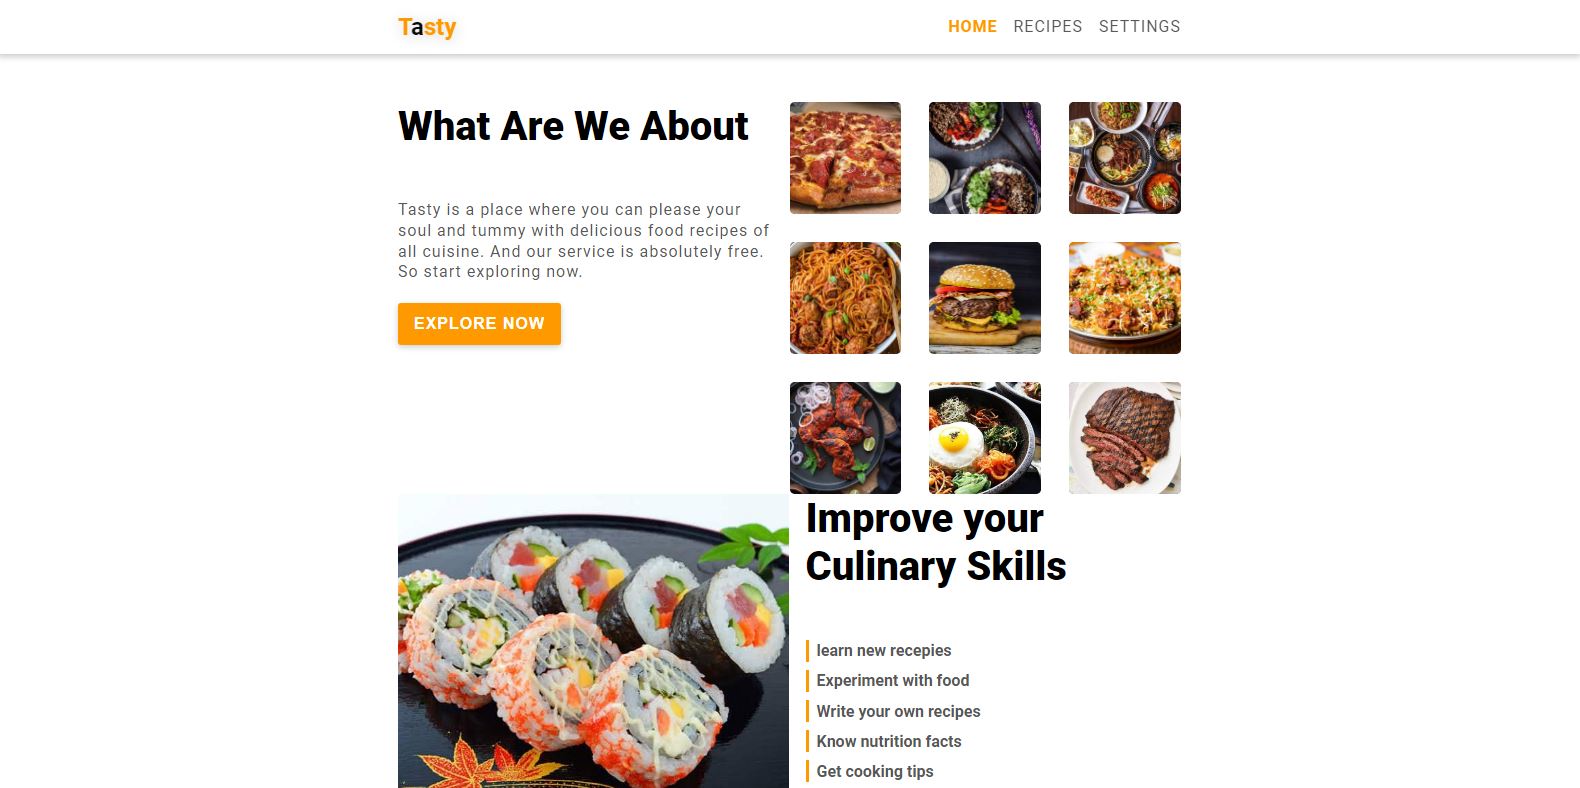 Tasty
HOME RECIPES SETTINGS
What Are We About
Tasty is a place where you can please your
soul and tummy with delicious food recipes of
all cuisine. And our service is absolutely free.
So start exploring now.
EXPLORE NOW
Improve your
Culinary Skills
learn new recepies
Experiment with food
Write your own recipes
Know nutrition facts
Get cooking tips